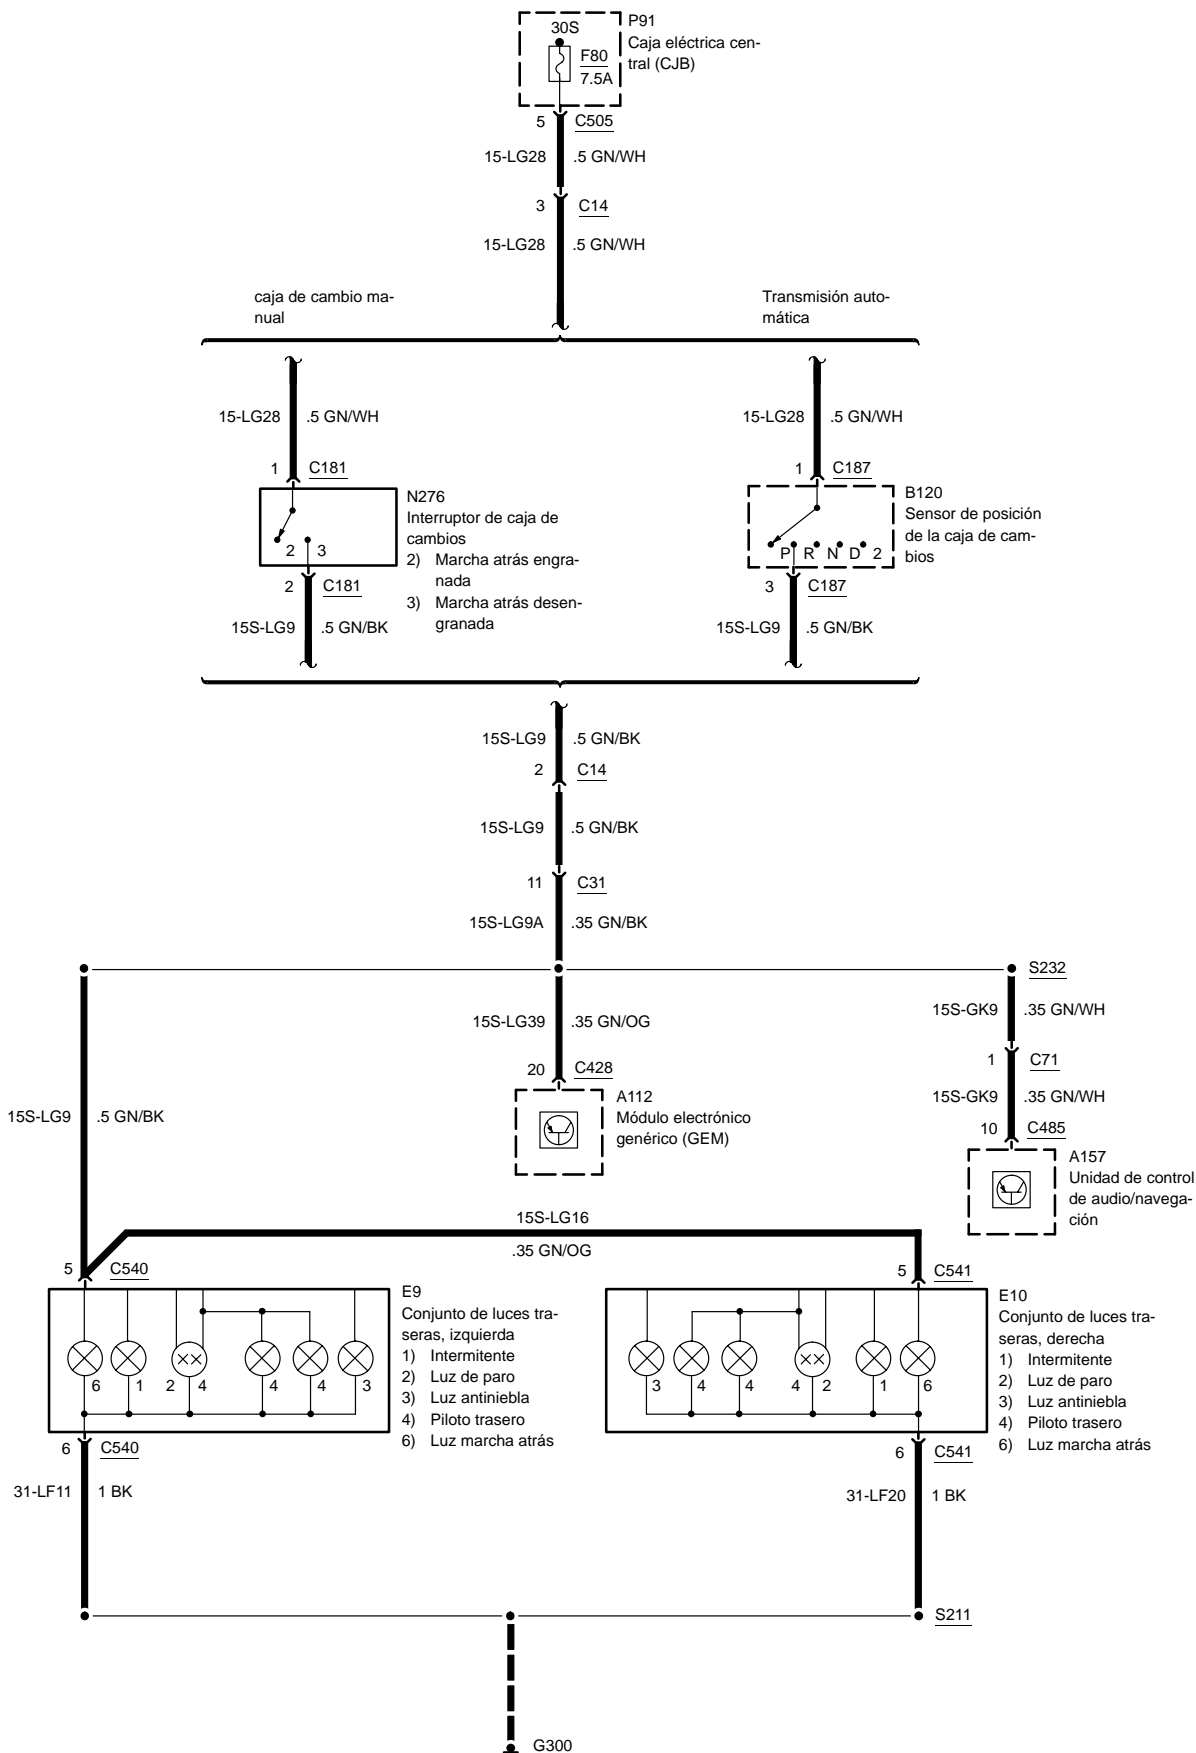 30S
F80
7.5A
P91
Caja eléctrica cen-
tral (CJB)
5 C505
15-LG28 .5 GN/WH
3 C14
15-LG28 .5 GN/WH
caja de cambio ma-
nual
Transmisión auto-
mática
15-LG28 .5 GN/WH
1 C181
N276
Interruptor de caja de
cambios
2) Marcha atrás engra-
nada
3) Marcha atrás desen-
granada
2 3
2 C181
15S-LG9 .5 GN/BK
15-LG28 .5 GN/WH
1 C187
B120
Sensor de posición
de la caja de cam-
bios
P R N D 2
3 C187
15S-LG9 .5 GN/BK
15S-LG9 .5 GN/BK
2 C14
15S-LG9 .5 GN/BK
11 C31
15S-LG9A .35 GN/BK
S232
15S-LG39 .35 GN/OG
20 C428
A112
Módulo electrónico
genérico (GEM)
15S-GK9 .35 GN/WH
1 C71
15S-GK9 .35 GN/WH
10 C485
A157
Unidad de control
de audio/navega-
ción
15S-LG9 .5 GN/BK
15S-LG16
.35 GN/OG
5 C540
E9
Conjunto de luces tra-
seras, izquierda
1) Intermitente
2) Luz de paro
3) Luz antiniebla
4) Piloto trasero
6) Luz marcha atrás
6 1 2 4 4 4 3
6 C540
31-LF11 1 BK
5 C541
E10
Conjunto de luces tra-
seras, derecha
1) Intermitente
2) Luz de paro
3) Luz antiniebla
4) Piloto trasero
6) Luz marcha atrás
3 4 4 4 2 1 6
6 C541
31-LF20 1 BK
S211
G300